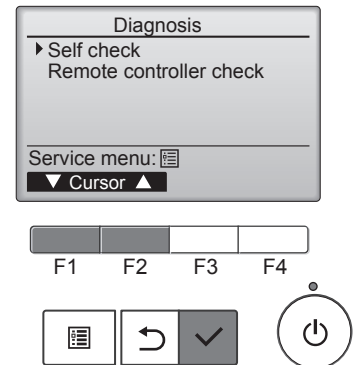 Diagnosis
Self check
Remote controller check
Service menu:
▼ Cursor ▲
F1 F2 F3 F4